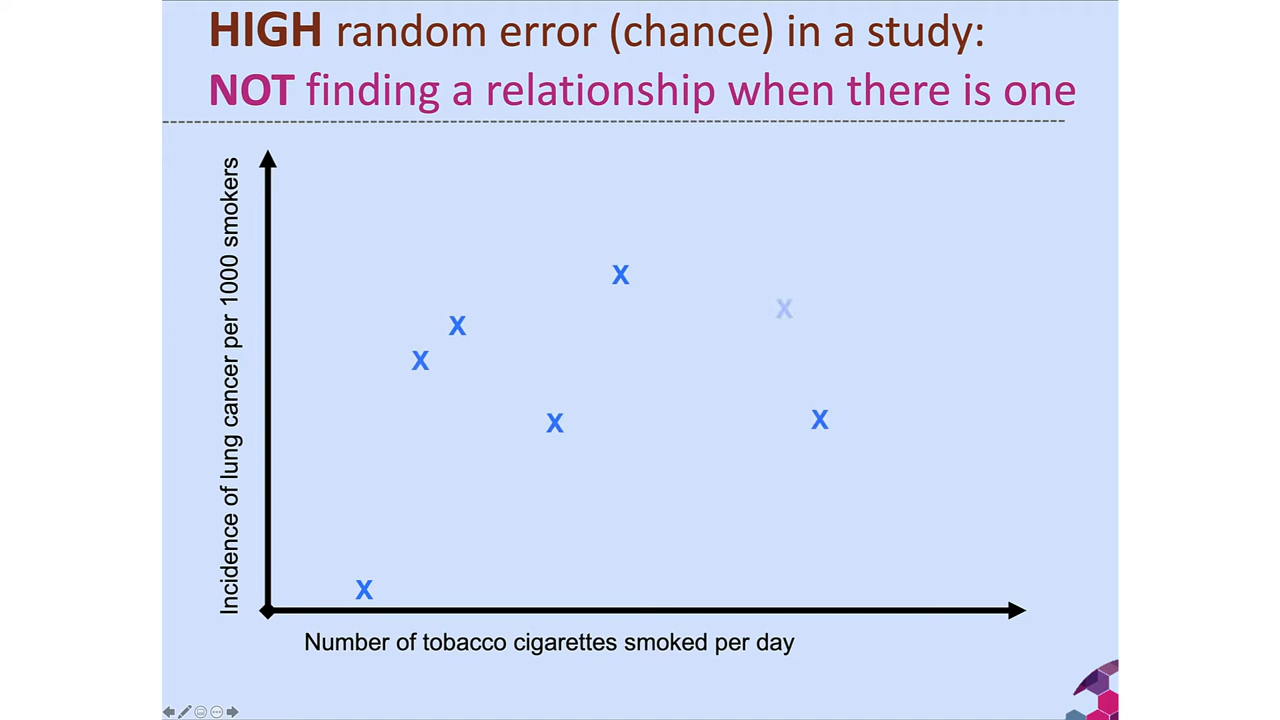 HIGH random error (chance) in a study:
NOT finding a relationship when there is one
Incidence of lung cancer per 1000 smokers
X
X
X
X
X
X
X
Number of tobacco cigarettes smoked per day